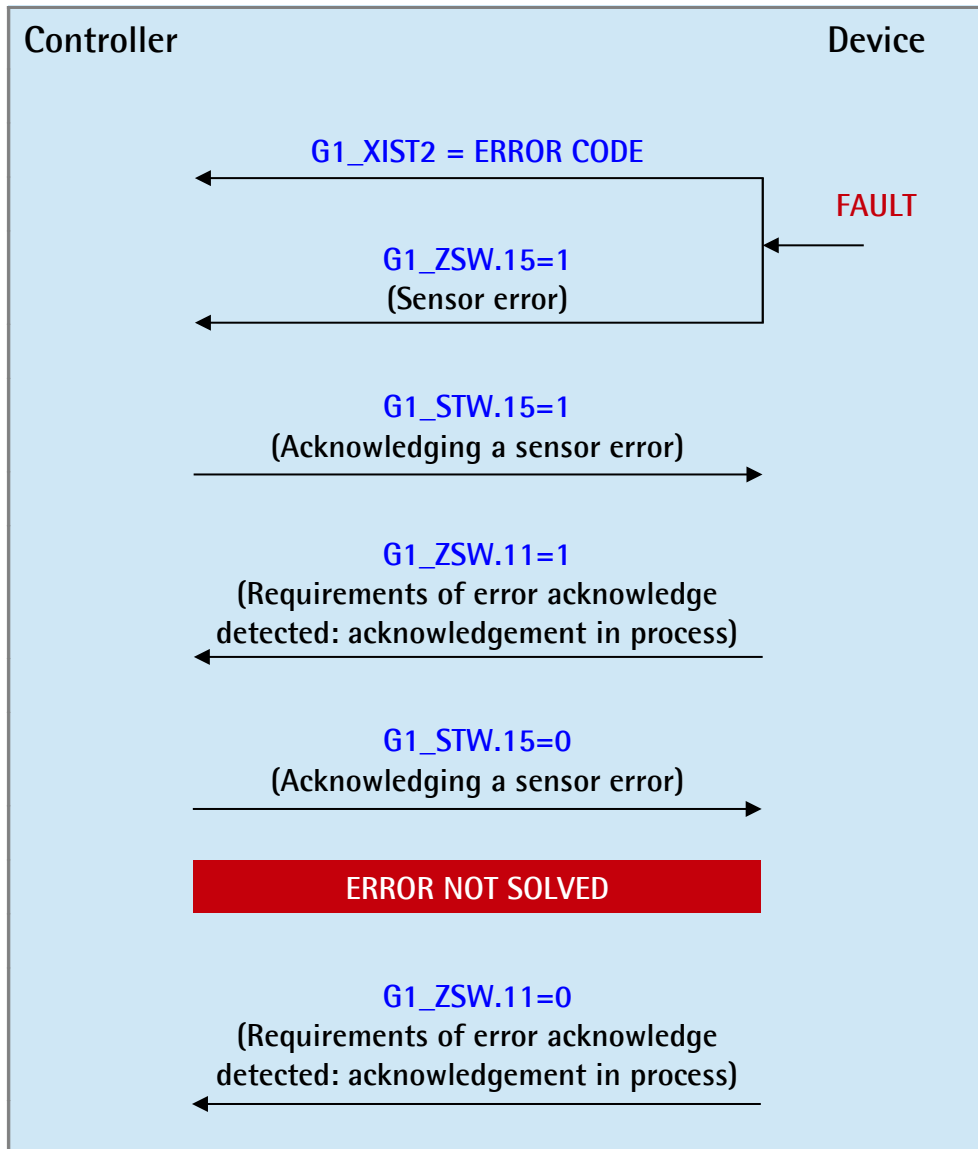 Controller
Device
G1_XIST2 = ERROR CODE
FAULT
G1_ZSW.15=1
(Sensor error)
G1_STW.15=1
(Acknowledging a sensor error)
G1_ZSW.11=1
(Requirements of error acknowledge
detected: acknowledgement in process)
G1_STW.15=0
(Acknowledging a sensor error)
ERROR NOT SOLVED
G1_ZSW.11=0
(Requirements of error acknowledge
detected: acknowledgement in process)